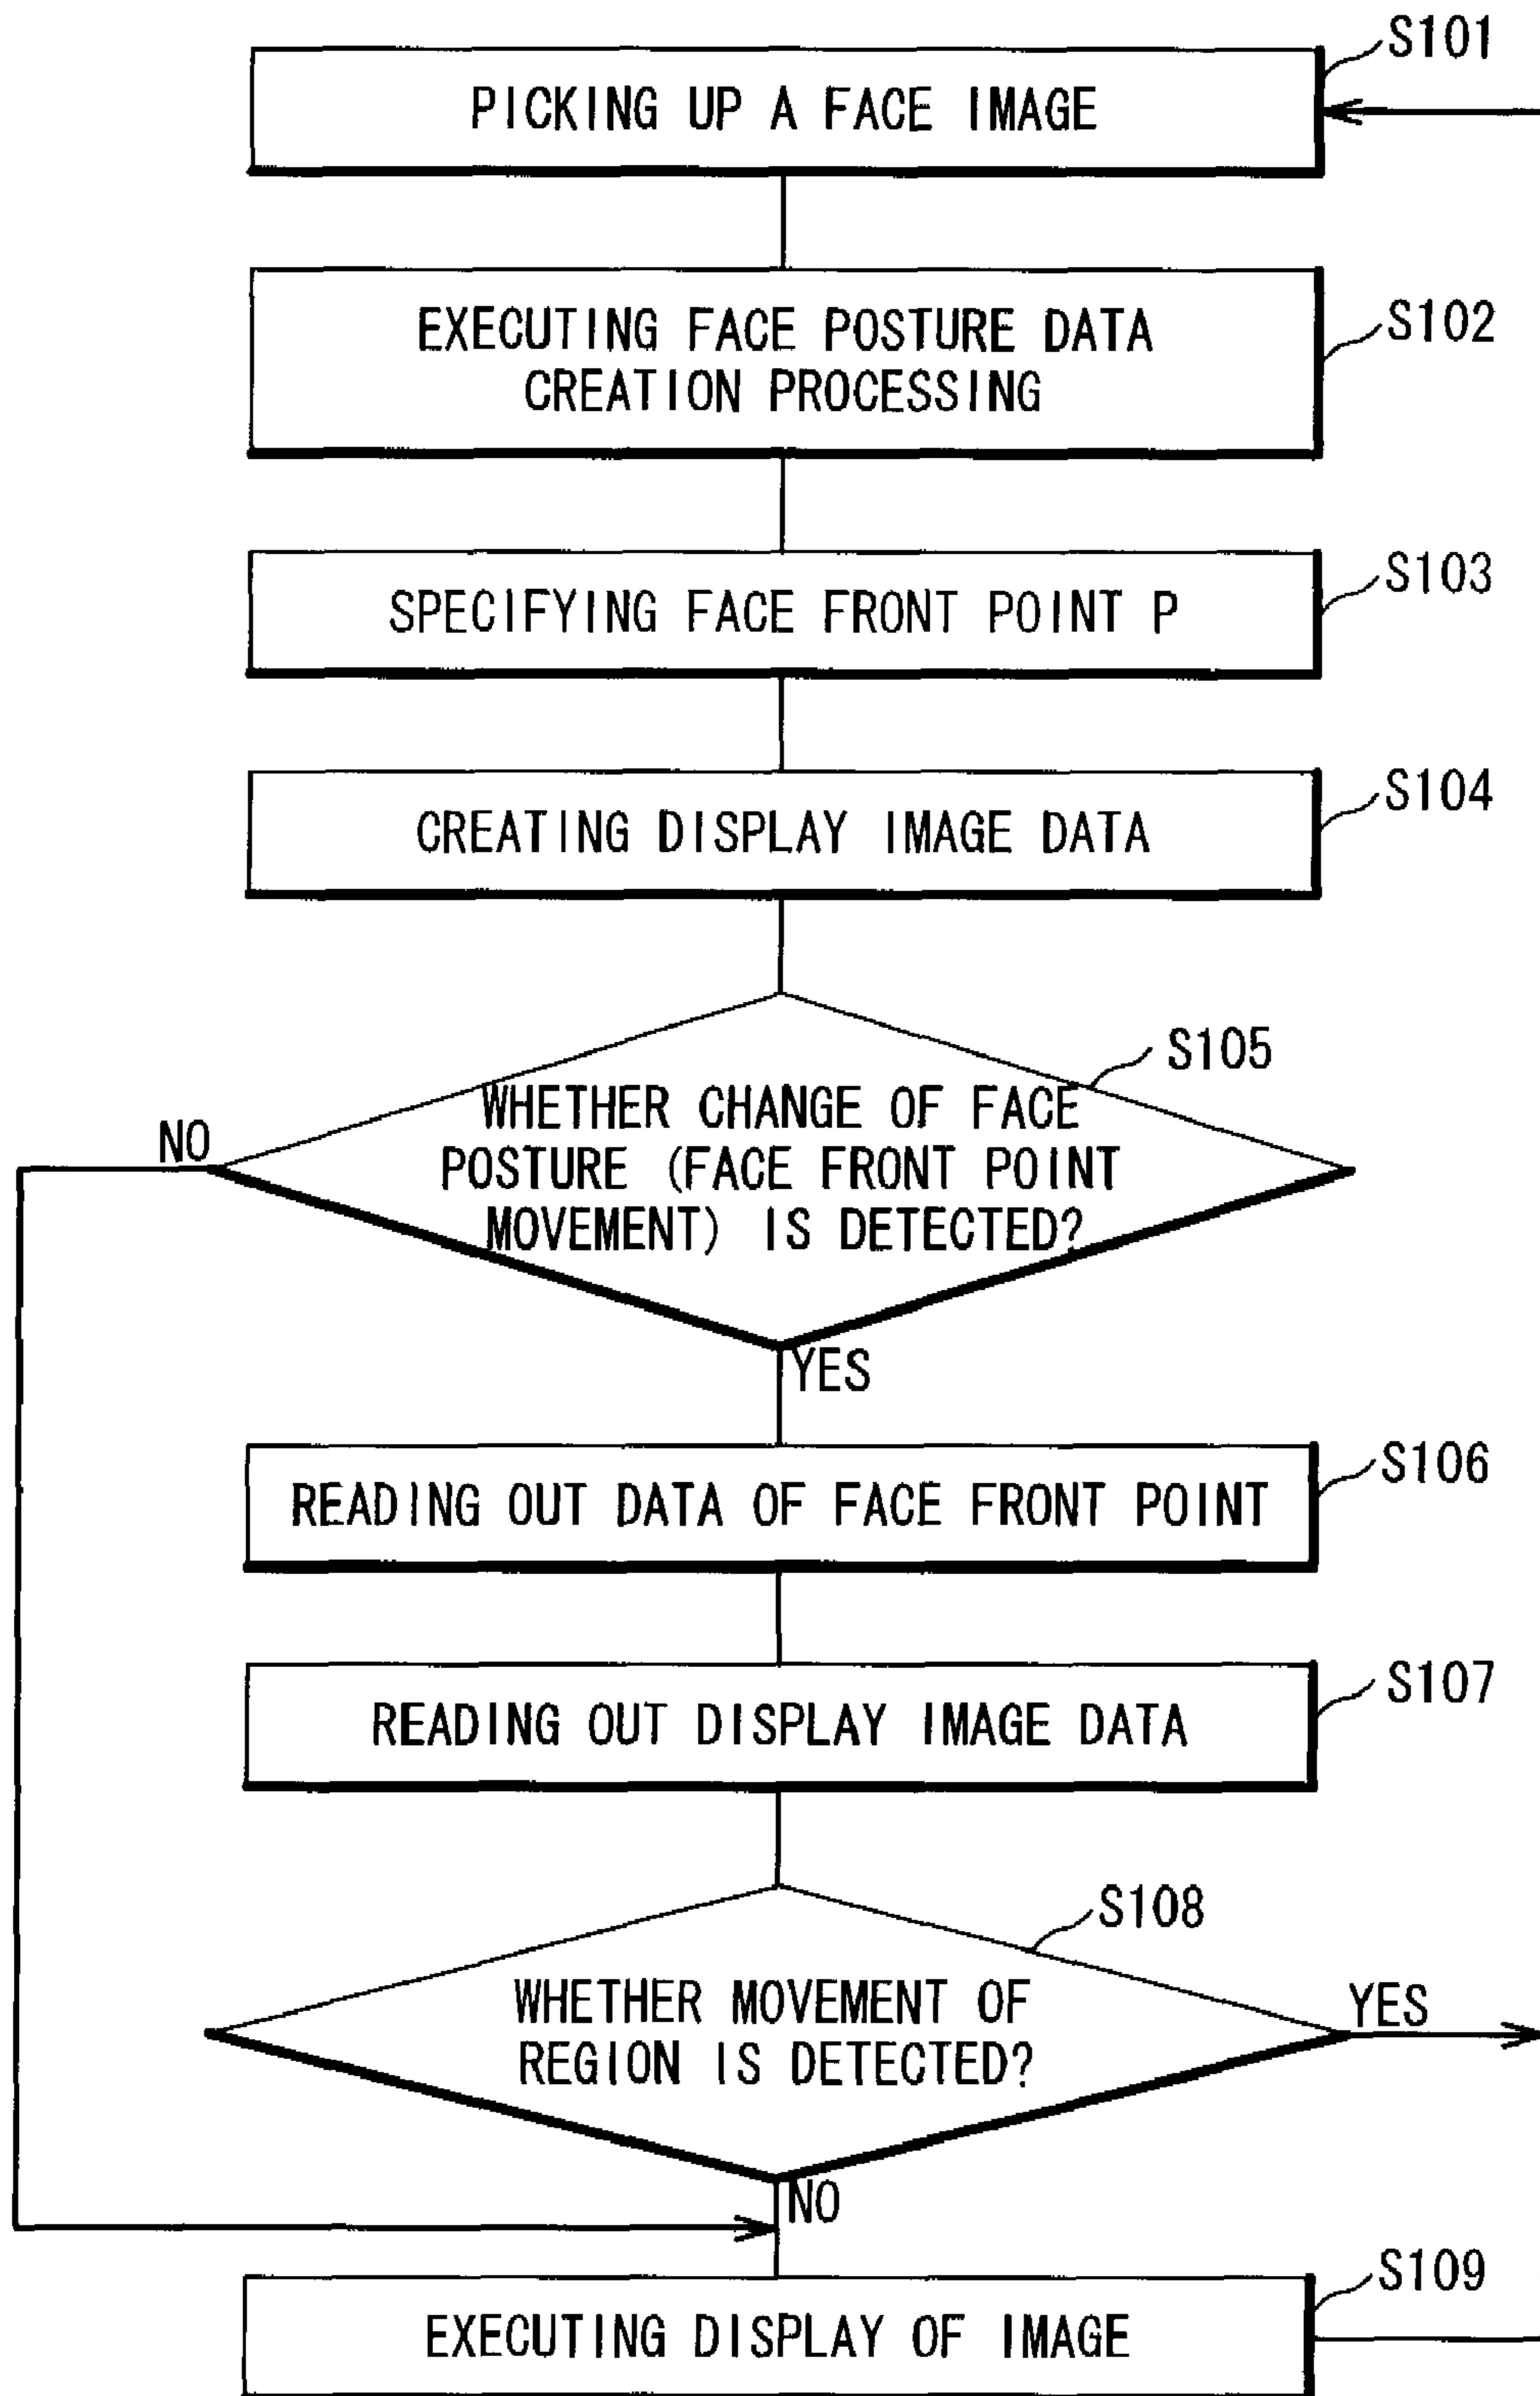 S101
PICKING UP A FACE IMAGE
S102
EXECUTING FACE POSTURE DATA
CREATION PROCESSING
S103
SPECIFYING FACE FRONT POINT P
S104
CREATING DISPLAY IMAGE DATA
S105
WHETHER CHANGE OF FACE
POSTURE (FACE FRONT POINT
MOVEMENT) IS DETECTED?
NO
YES
S106
READING OUT DATA OF FACE FRONT POINT
S107
READING OUT DISPLAY IMAGE DATA
S108
WHETHER MOVEMENT OF
REGION IS DETECTED?
YES
NO
S109
EXECUTING DISPLAY OF IMAGE